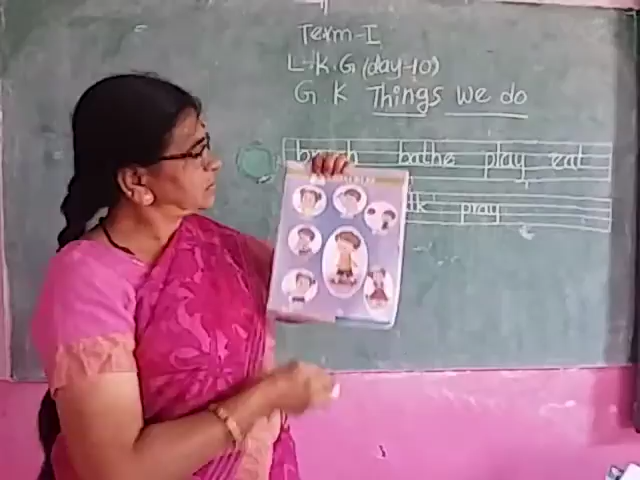 Term-I
L-K.G (day-10)
G.K Things we do
bathe play eat
pray